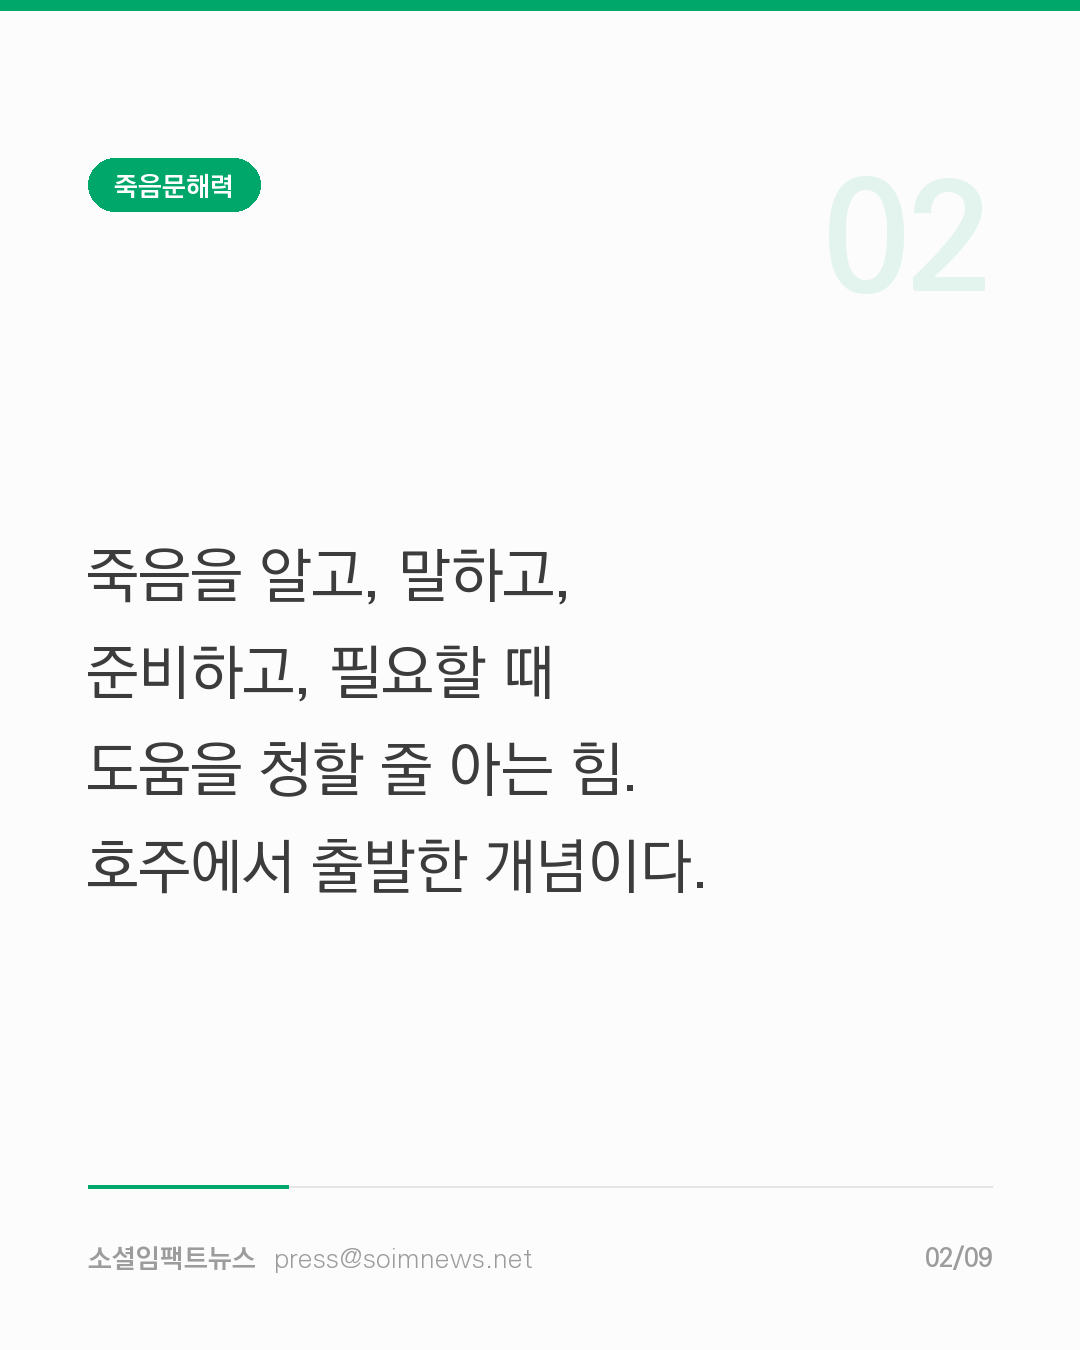 죽음문해력
02
죽음을 알고, 말하고,
준비하고, 필요할 때
도움을 청할 줄 아는 힘.
호주에서 출발한 개념이다.
소셜임팩트뉴스 press@soimnews.net
02/09